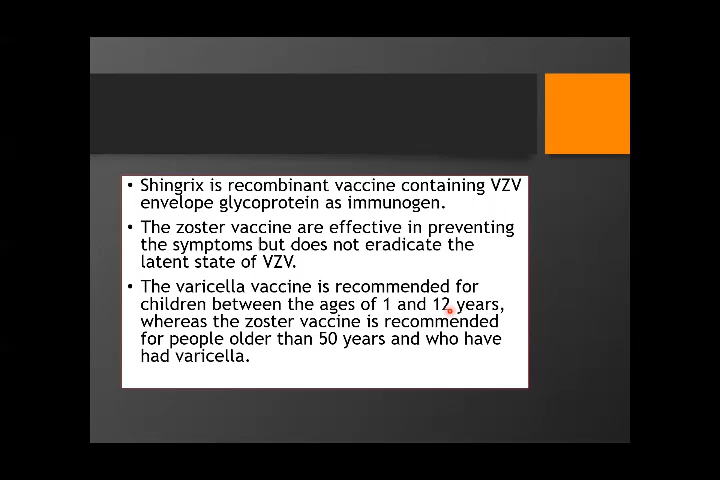 • Shingrix is recombinant vaccine containing VZV
envelope glycoprotein as immunogen.
• The zoster vaccine are effective in preventing
the symptoms but does not eradicate the
latent state of VZV.
• The varicella vaccine is recommended for
children between the ages of 1 and 12 years,
whereas the zoster vaccine is recommended
for people older than 50 years and who have
had varicella.